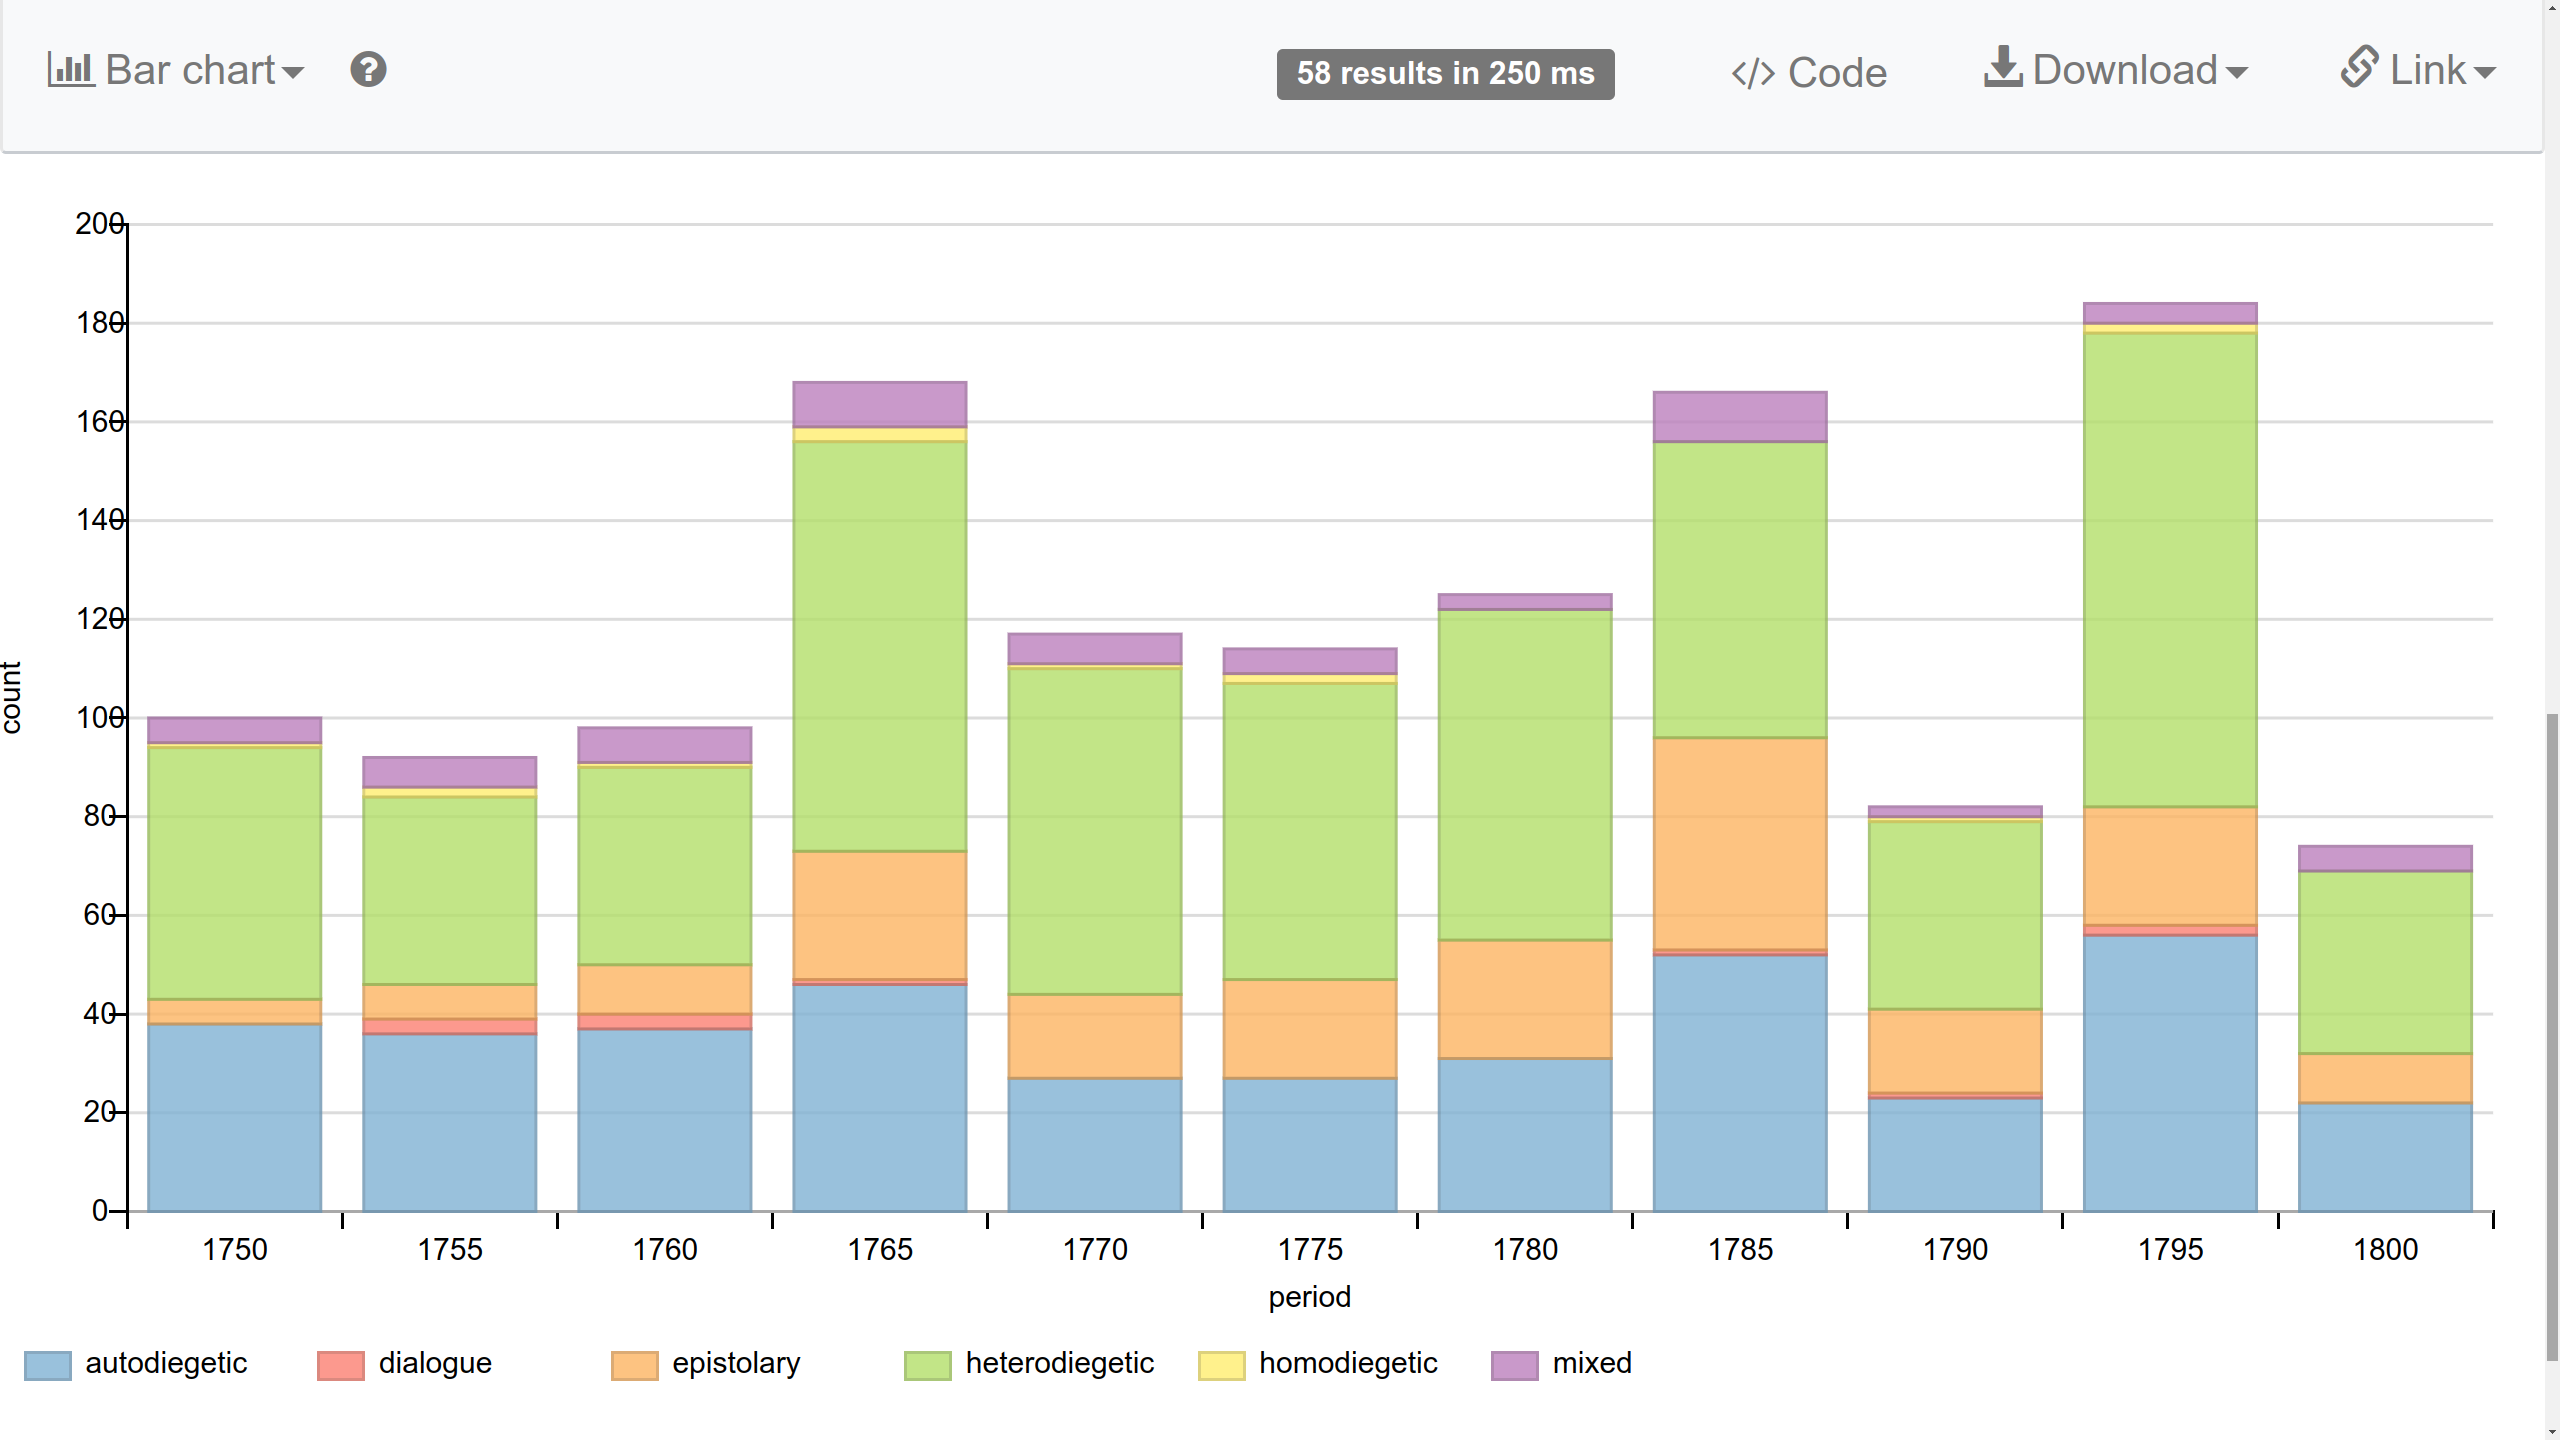 Bar chart
58 results in 250 ms
</> Code
Download
Link
200
180
160
140
120
100
80
60
40
20
0
count
1750 1755 1760 1765 1770 1775 1780 1785 1790 1795 1800
period
autodiegetic dialogue epistolary heterodiegetic homodiegetic mixed